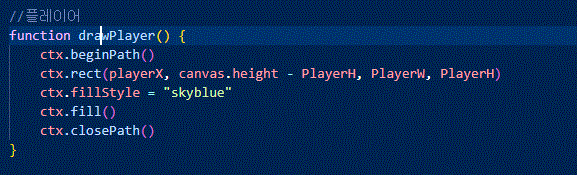 //플레이어
function drawPlayer() {
    ctx.beginPath()
    ctx.rect(playerX, canvas.height - PlayerH, PlayerW, PlayerH)
    ctx.fillStyle = "skyblue"
    ctx.fill()
    ctx.closePath()
}